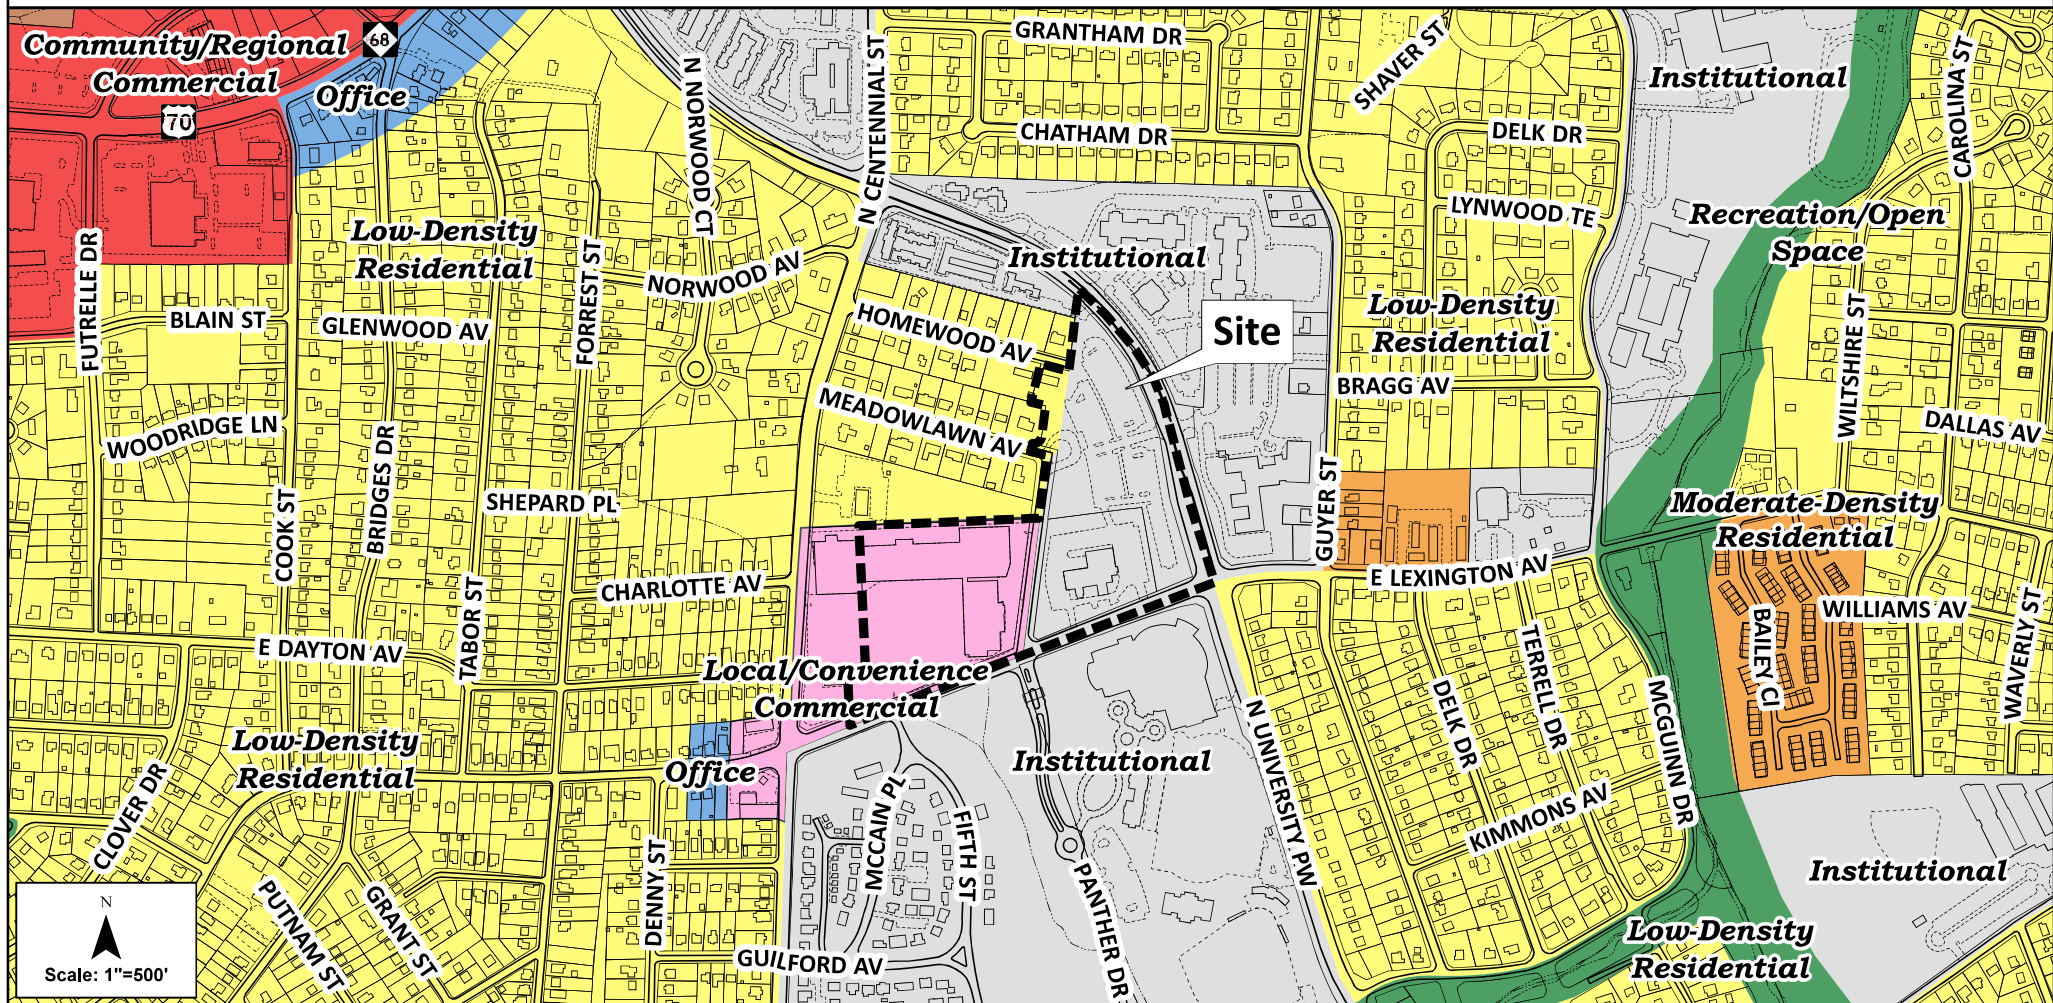 Community/Regional
Commercial
68
70
Office
N NORWOOD CT
N CENTENNIAL ST
GRANTHAM DR
CHATHAM DR
SHAVER ST
DELK DR
LYNWOOD TE
Institutional
CAROLINA ST
Recreation/Open
Space
Low-Density
Residential
FORREST ST
NORWOOD AV
Institutional
FUTRELLE DR
BLAIN ST
GLENWOOD AV
HOMEWOOD AV
Site
Low-Density
Residential
BRAGG AV
WILTSHIRE ST
DALLAS AV
WOODRIDGE LN
COOK ST
BRIDGES DR
MEADOWLAWN AV
SHEPARD PL
GUYER ST
Moderate-Density
Residential
E LEXINGTON AV
CHARLOTTE AV
TABOR ST
E DAYTON AV
Local/Convenience
Commercial
BAILEY CI
WILLIAMS AV
WAVERLY ST
TERRELL DR
DELK DR
MCGUINN DR
N UNIVERSITY PW
Low-Density
Residential
Office
Institutional
CLOVER DR
MCCAIN PL
FIFTH ST
KIMMONS AV
PANTHER DR
DENNY ST
PUTNAM ST
GRANT ST
GUILFORD AV
Institutional
Low-Density
Residential
N
Scale: 1"=500'